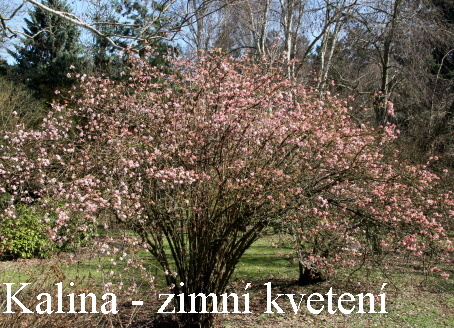 Kalina - zimní kvetení